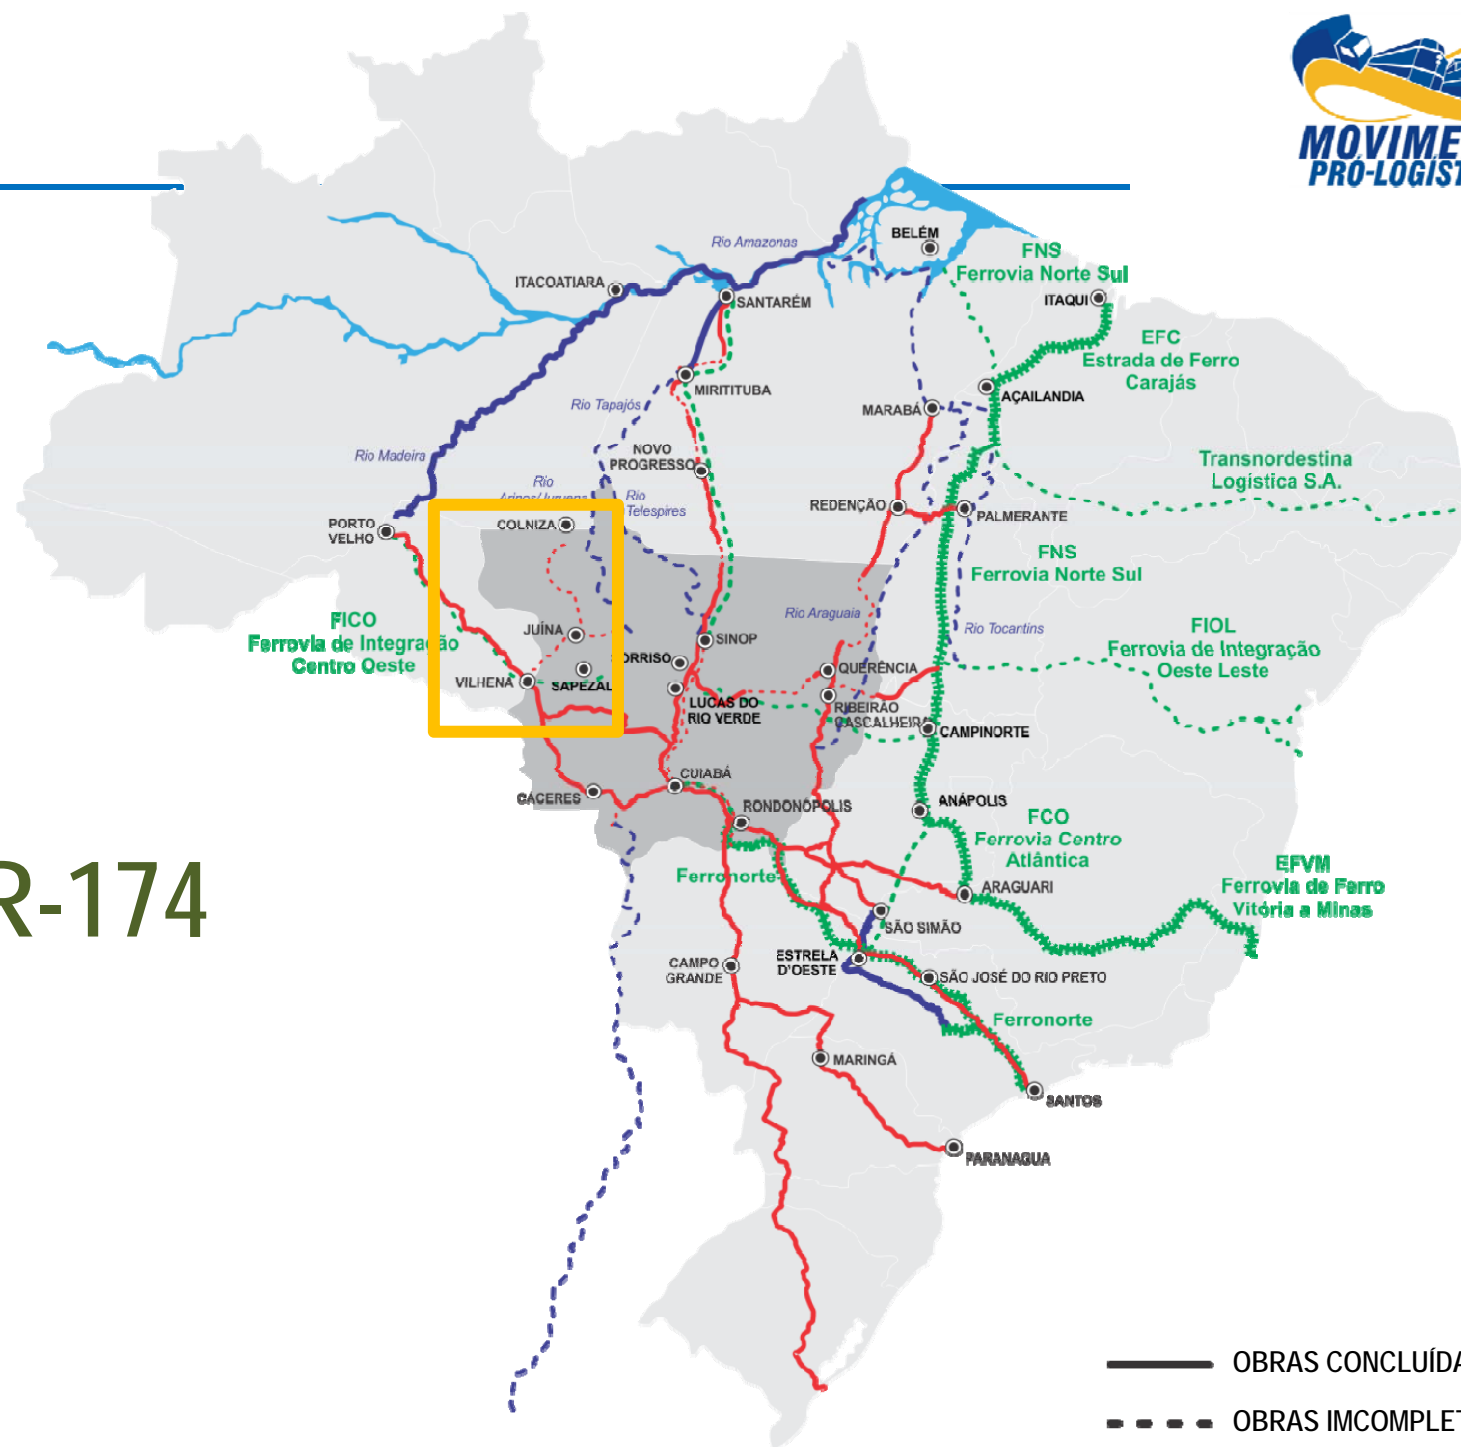 MOVIME
PRÓ-LOGÍST
BELÉM
Rio Amazonas
FNS
Ferrovia Norte Sul
ITACOATIARA
SANTARÉM
ITAQUI
EFC
Estrada de Ferro
Carajás
MIRITITUBA
AÇAILANDIA
Rio Tapajós
MARABÁ
NOVO
PROGRESSO
Rio Madeira
Transnordestina
Logística S.A.
Rio
Rio
Telespires
REDENÇÃO
PALMERANTE
PORTO
VELHO
COLNIZA
FNS
Ferrovia Norte Sul
Rio Araguaia
FICO
Ferrovia de Integração
Centro Oeste
JUÍNA
SINOP
Rio Tocartins
FIOL
Ferrovia de Integração
Oeste Leste
SORRISO
QUERÊNCIA
VILHENA
SAPEZAL
LUCAS DO
RIO VERDE
RIBEIRÃO
CASCALHEIRA
CAMPINORTE
CUIABÁ
CÁCERES
RONDONÓPOLIS
ANÁPOLIS
FCO
Ferrovia Centro
Atlântica
R-174
Ferronorte
ARAGUARI
EFVM
Ferrovia de Ferro
Vitória a Minas
SÃO SIMÃO
CAMPO
GRANDE
ESTRELA
D'OESTE
SÃO JOSÉ DO RIO PRETO
Ferronorte
MARINGÁ
SANTOS
PARANAGUA
OBRAS CONCLUÍDA
OBRAS IMCOMPLET